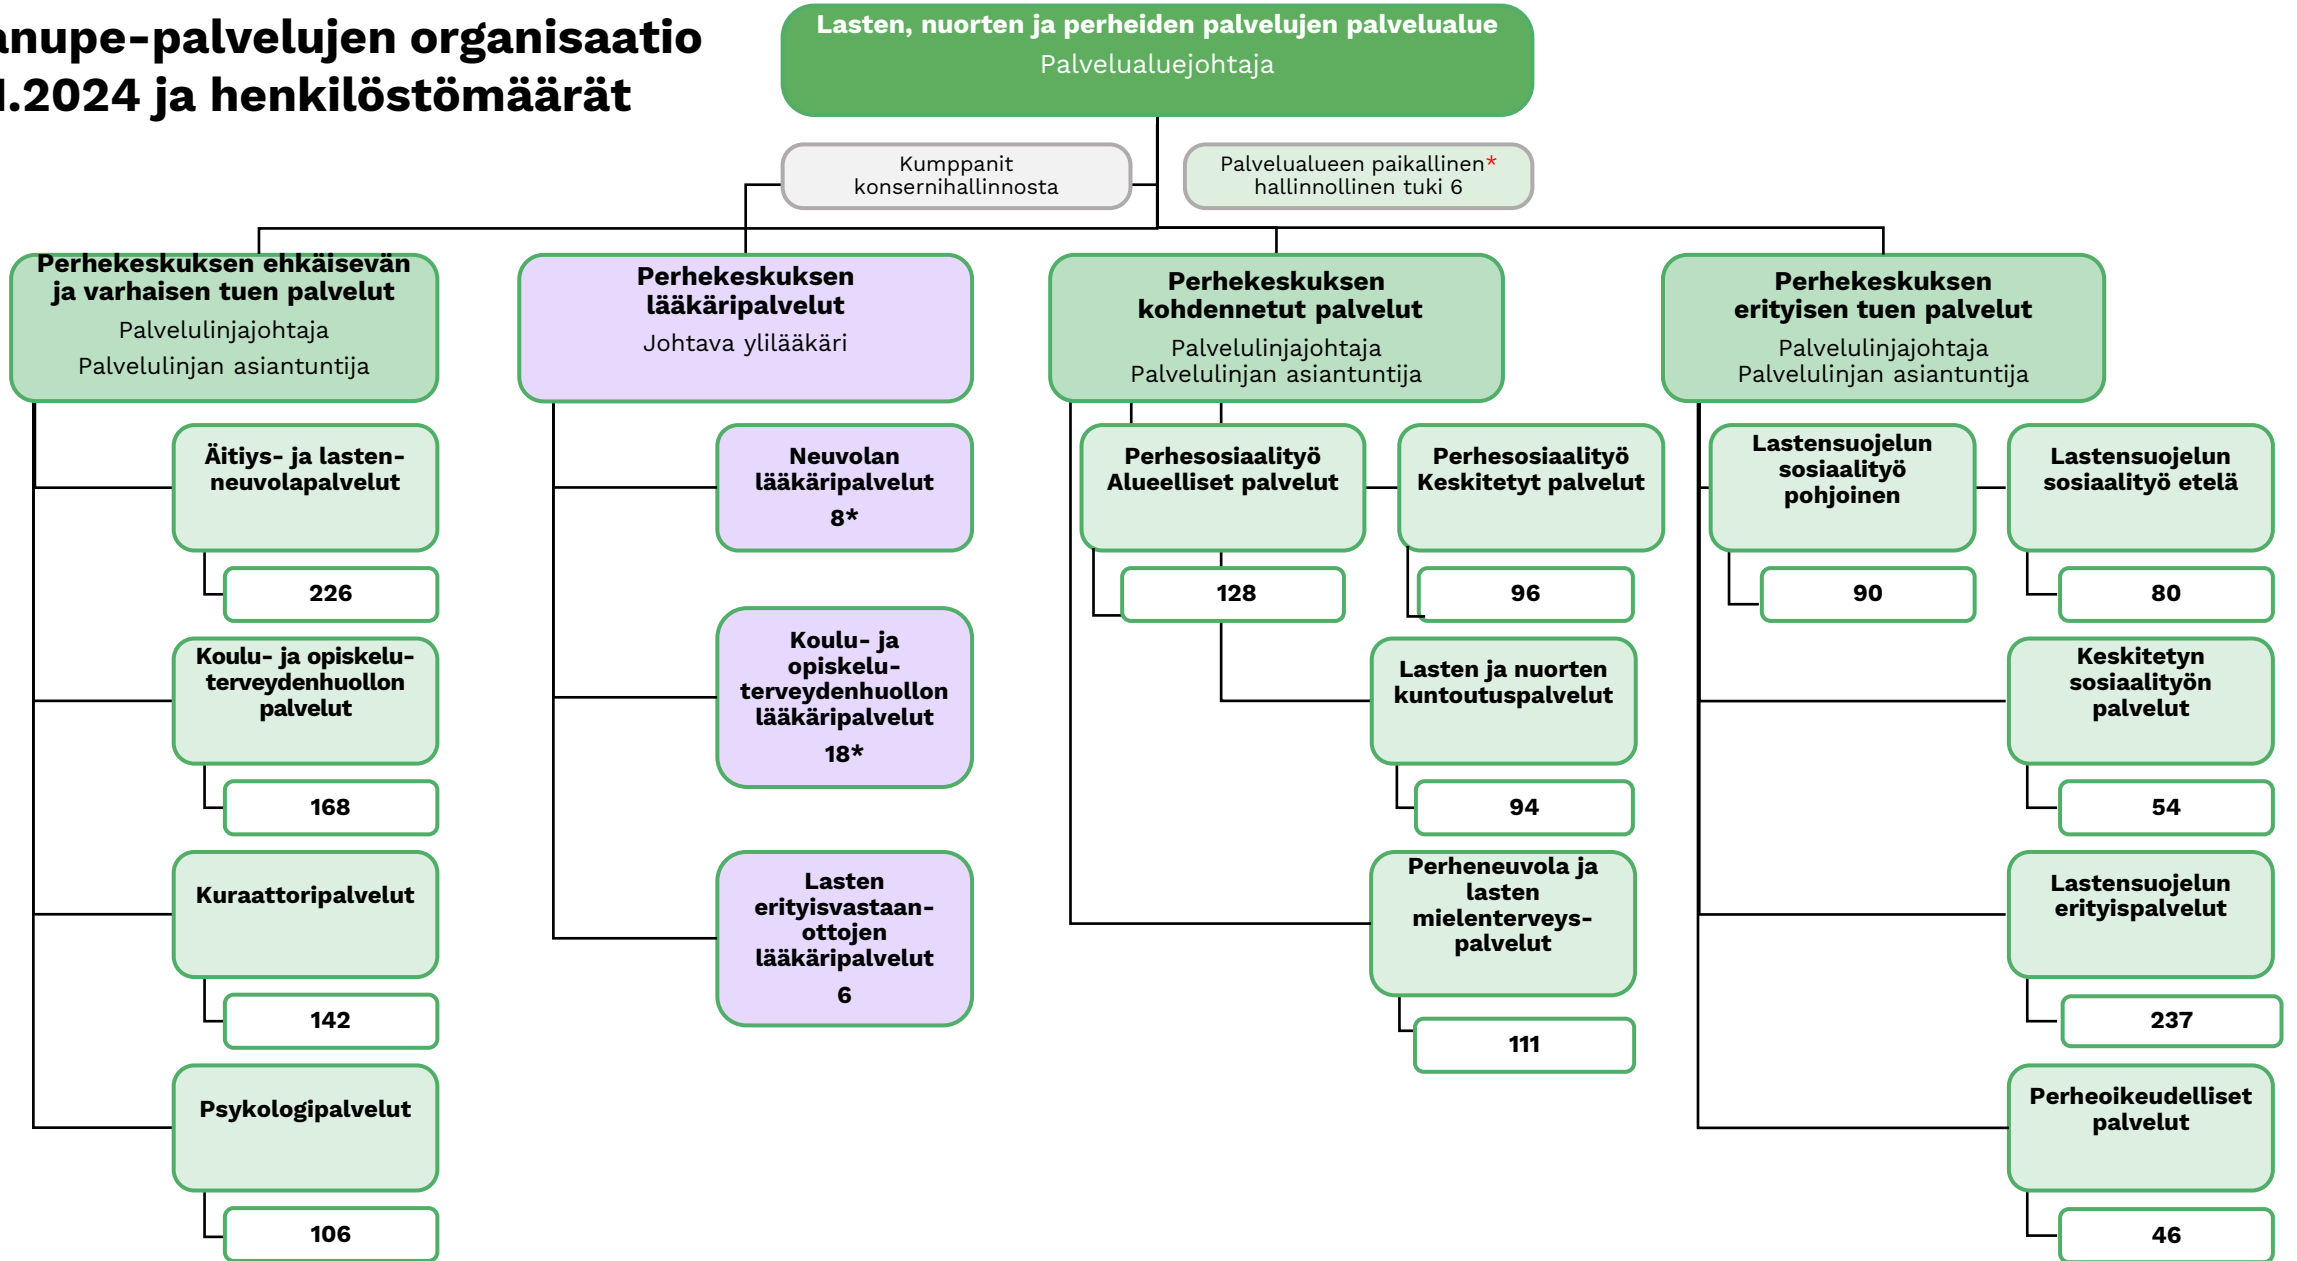 anupe-palvelujen organisaatio
1.2024 ja henkilöstömäärät
Lasten, nuorten ja perheiden palvelujen palvelualue
Palvelualuejohtaja
Kumppanit
konsernihallinnosta
Palvelualueen paikallinen*
hallinnollinen tuki 6
Perhekeskuksen ehkäisevän
ja varhaisen tuen palvelut
Palvelulinjajohtaja
Palvelulinjan asiantuntija
Äitiys- ja lasten-
neuvolapalvelut
226
Koulu- ja opiskelu-
terveydenhuollon
palvelut
168
Kuraattoripalvelut
142
Psykologipalvelut
106
Perhekeskuksen
lääkäripalvelut
Johtava ylilääkäri
Neuvolan
lääkäripalvelut
8*
Koulu- ja
opiskelu-
terveydenhuollon
lääkäripalvelut
18*
Lasten
erityisvastaan-
ottojen
lääkäripalvelut
6
Perhekeskuksen
kohdennetut palvelut
Palvelulinjajohtaja
Palvelulinjan asiantuntija
Perhesosiaalityö
Alueelliset palvelut
128
Perhesosiaalityö
Keskitetyt palvelut
96
Lasten ja nuorten
kuntoutuspalvelut
94
Perheneuvola ja
lasten
mielenterveys-
palvelut
111
Perhekeskuksen
erityisen tuen palvelut
Palvelulinjajohtaja
Palvelulinjan asiantuntija
Lastensuojelun
sosiaalityö
pohjoinen
90
Lastensuojelun
sosiaalityö etelä
80
Keskitetyn
sosiaalityön
palvelut
54
Lastensuojelun
erityispalvelut
237
Perheoikeudelliset
palvelut
46